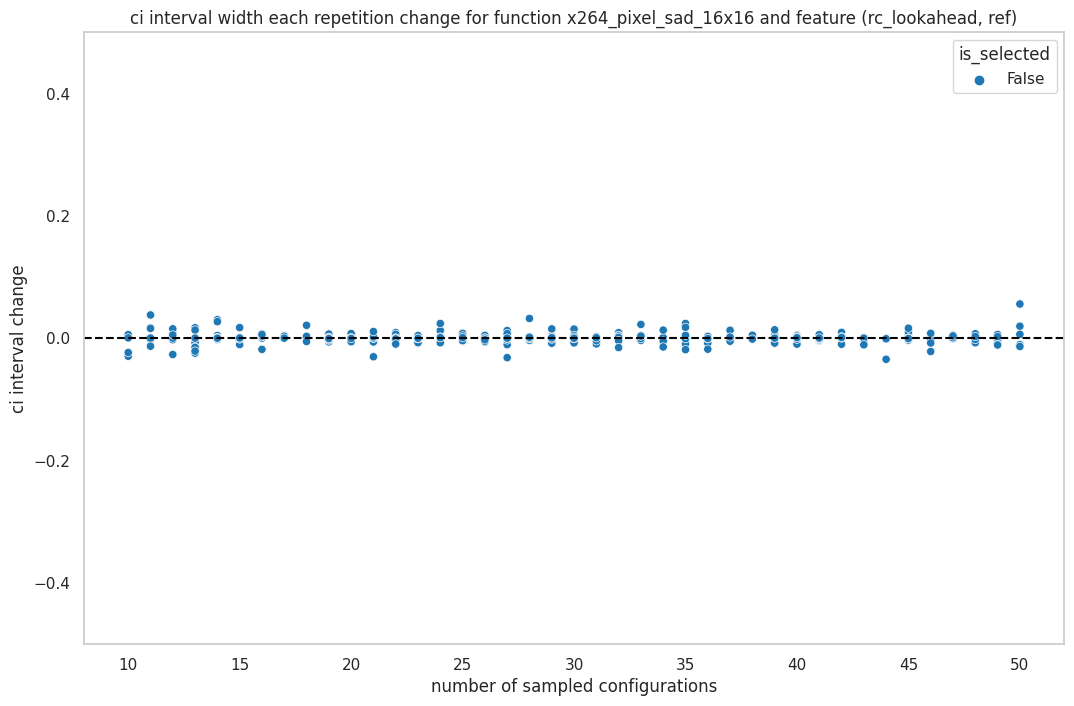 ci interval width each repetition change for function x264_pixel_sad_16x16 and feature (rc_lookahead, ref)
is_selected
False
ci interval change
0.4
0.2
0.0
−0.2
−0.4
10 15 20 25 30 35 40 45 50
number of sampled configurations